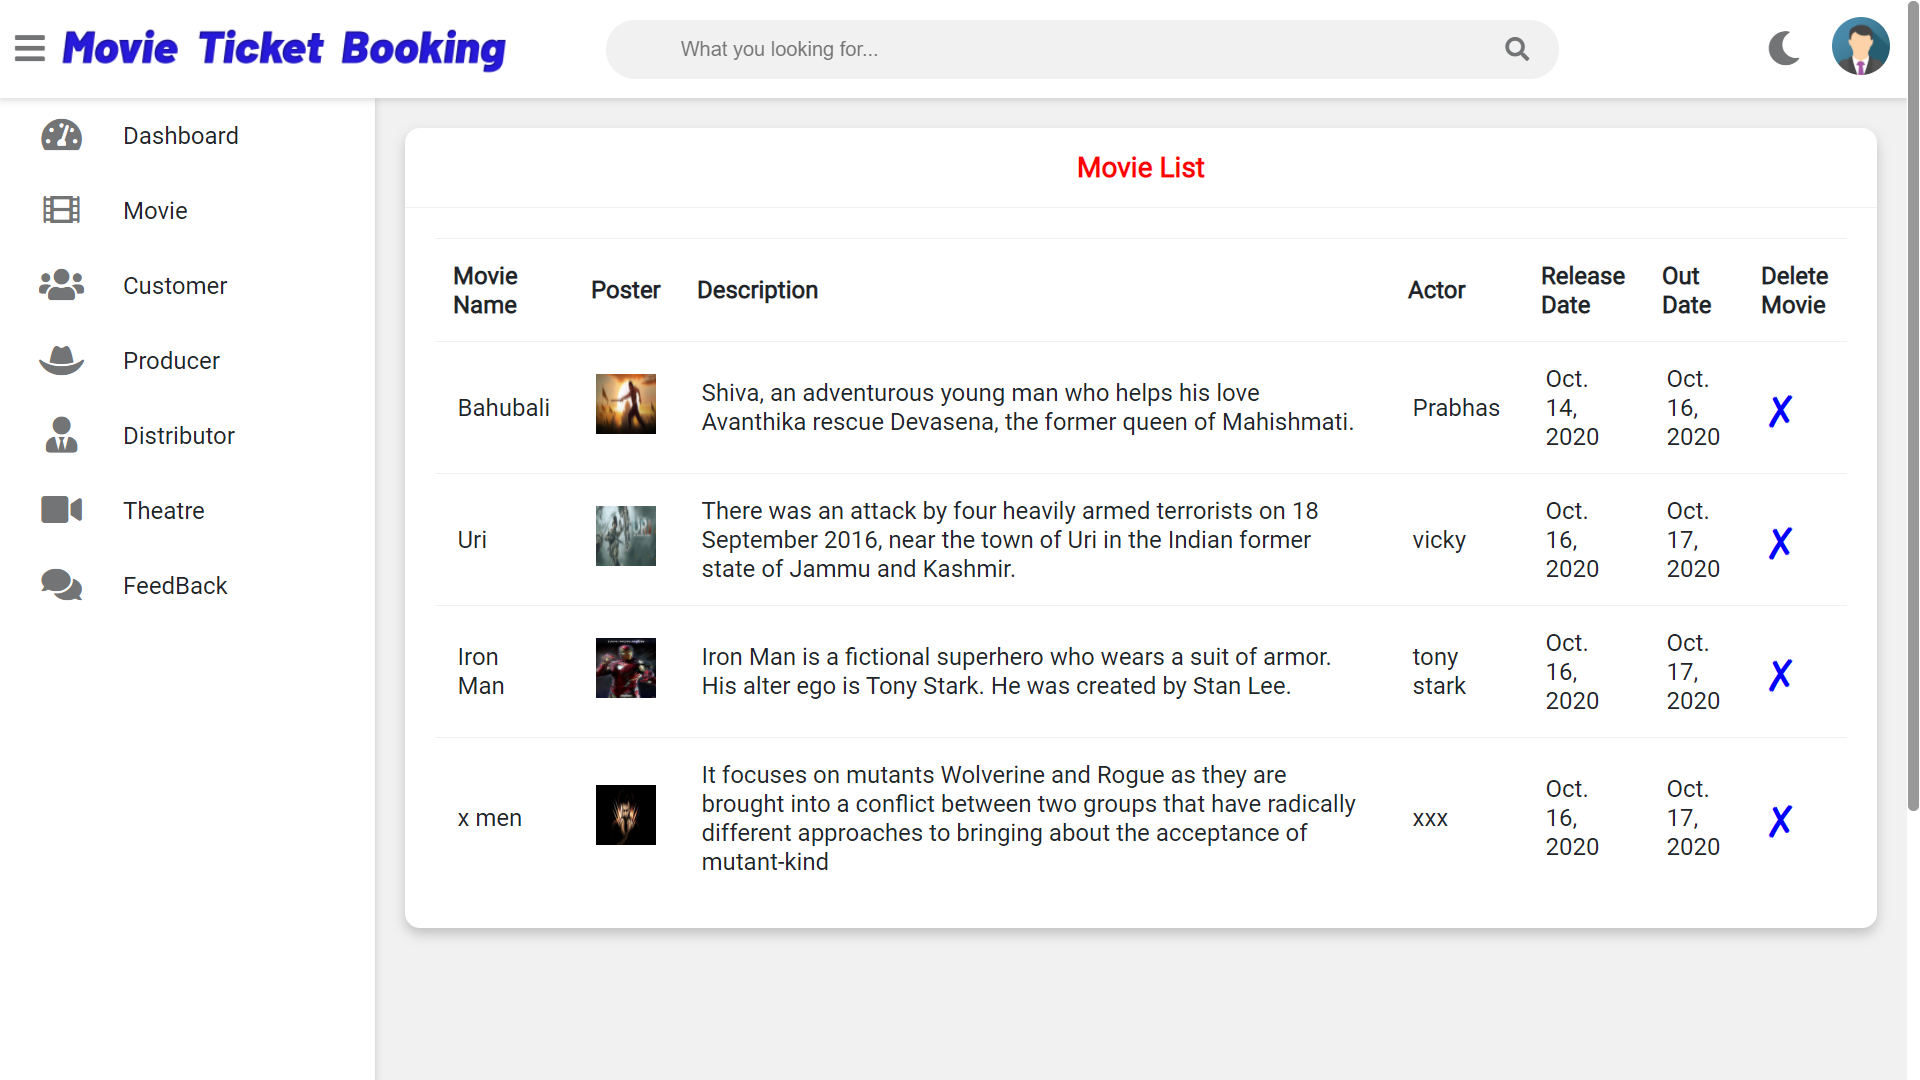 Movie Ticket Booking
What you looking for...
Dashboard
Movie
Customer
Producer
Distributor
Theatre
FeedBack
Movie List
Movie
Name
Poster
Description
Actor
Release
Date
Out
Date
Delete
Movie
Bahubali
Shiva, an adventurous young man who helps his love
Avanthika rescue Devasena, the former queen of Mahishmati.
Prabhas
Oct.
14,
2020
Oct.
16,
2020
✗
Uri
There was an attack by four heavily armed terrorists on 18
September 2016, near the town of Uri in the Indian former
state of Jammu and Kashmir.
vicky
Oct.
16,
2020
Oct.
17,
2020
✗
Iron
Man
Iron Man is a fictional superhero who wears a suit of armor.
His alter ego is Tony Stark. He was created by Stan Lee.
tony
stark
Oct.
16,
2020
Oct.
17,
2020
✗
x men
It focuses on mutants Wolverine and Rogue as they are
brought into a conflict between two groups that have radically
different approaches to bringing about the acceptance of
mutant-kind
xxx
Oct.
16,
2020
Oct.
17,
2020
✗